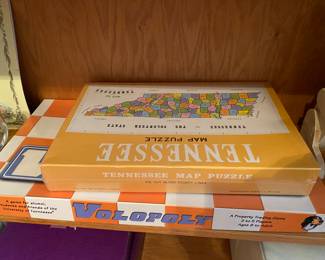 TENNESSEE
THE VOLUNTEER STATE
MAP PUZZLE
TENNESSEE
TENNESSEE MAP PUZZLE
A game for alumni,
students and friends of the
University of Tennessee
VOLOPOLY
A Property Trading Game
2 to 6 Players
Ages 8 to Adult